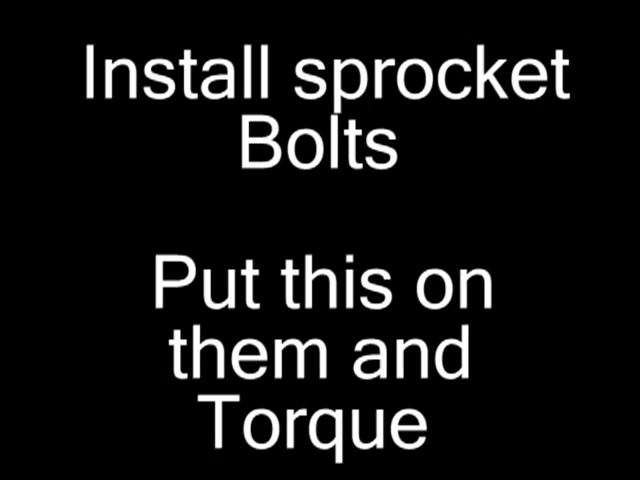 Install sprocket
Bolts
Put this on
them and
Torque